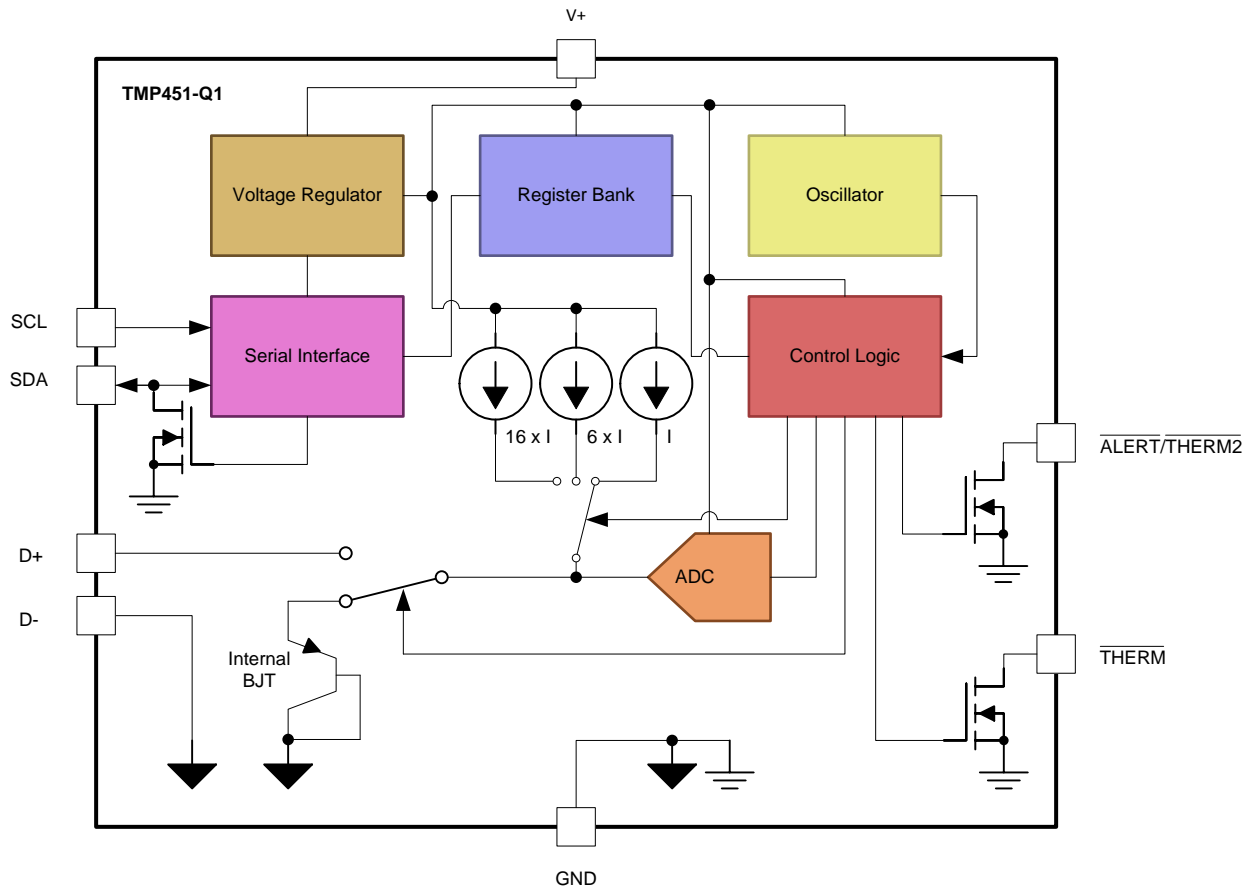 V+
TMP451-Q1
Voltage Regulator
Register Bank
Oscillator
SCL
Serial Interface
Control Logic
SDA
16 x I
6 x I
I
ALERT/THERM2
D+
ADC
D-
Internal
BJT
THERM
GND